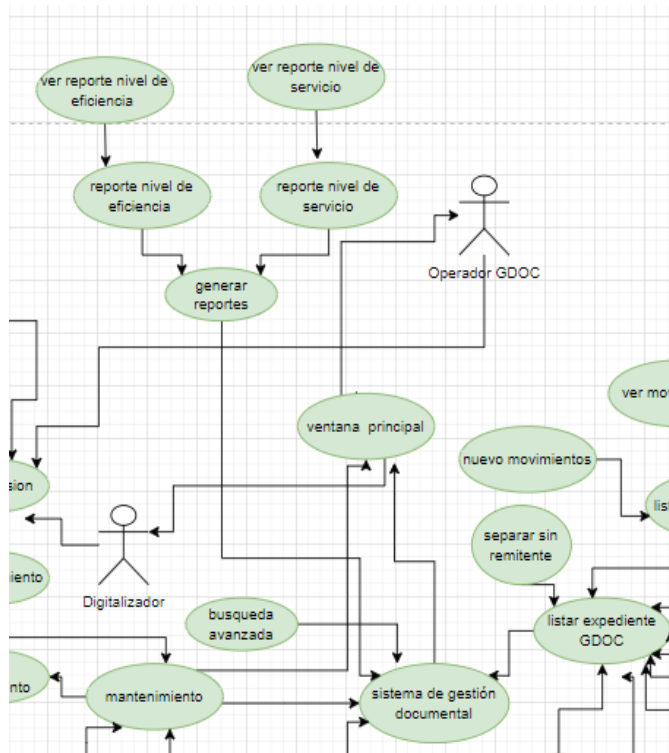 ver reporte nivel de
eficiencia
ver reporte nivel de
servicio
reporte nivel de
eficiencia
reporte nivel de
servicio
Operador GDOC
generar
reportes
ver mo
ventana principal
nuevo movimientos
sion
list
separar sin
remitente
iento
Digitalizador
busqueda
avanzada
listar expediente
GDOC
nto
mantenimiento
sistema de gestión
documental